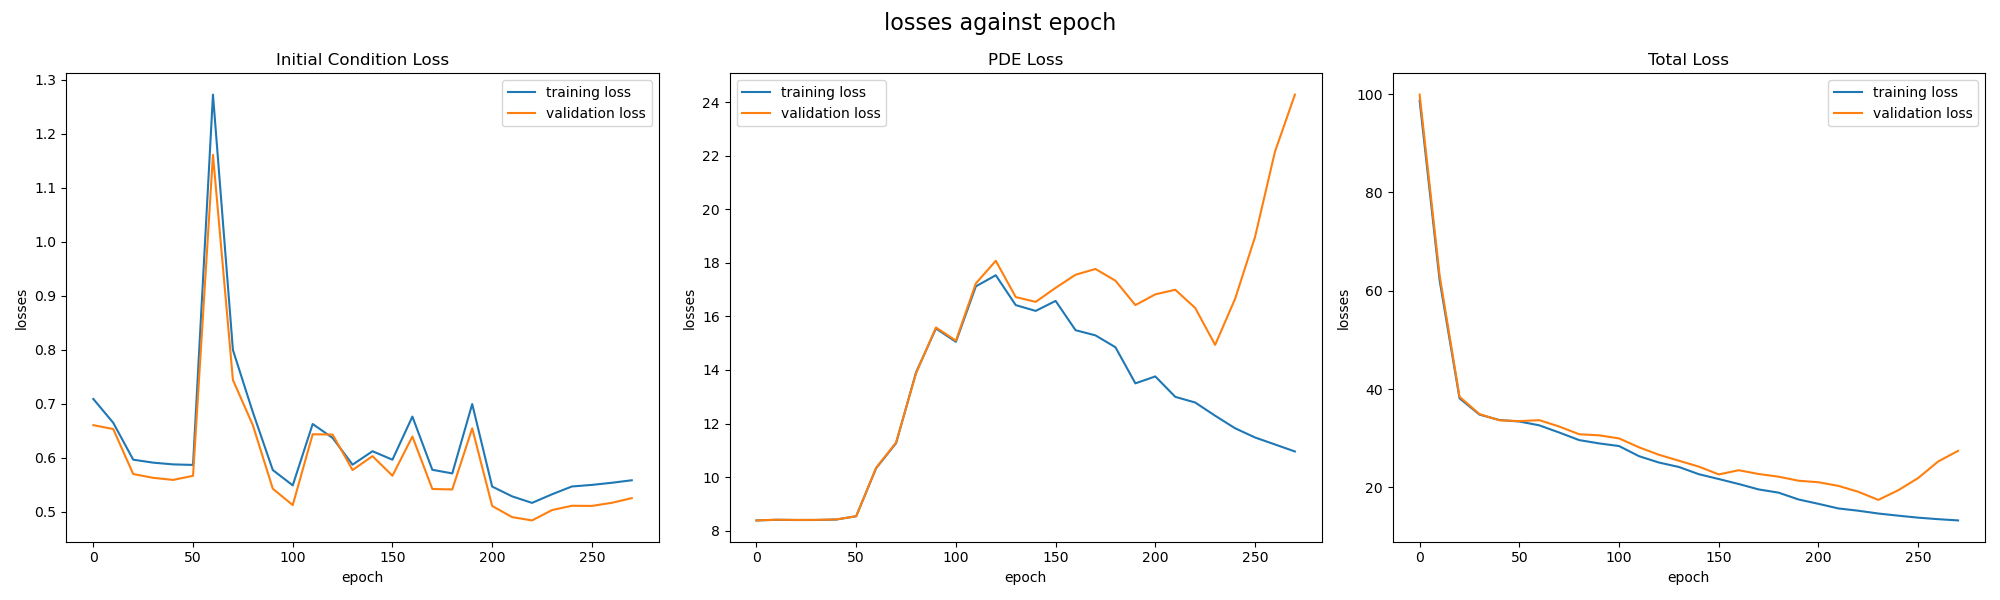 losses against epoch
Initial Condition Loss
1.3
1.2
1.1
1.0
0.9
0.8
0.7
0.6
0.5
losses
training loss
validation loss
0 50 100 150 200 250
epoch
PDE Loss
24
22
20
18
16
14
12
10
8
losses
training loss
validation loss
0 50 100 150 200 250
epoch
Total Loss
100
80
60
40
20
losses
training loss
validation loss
0 50 100 150 200 250
epoch